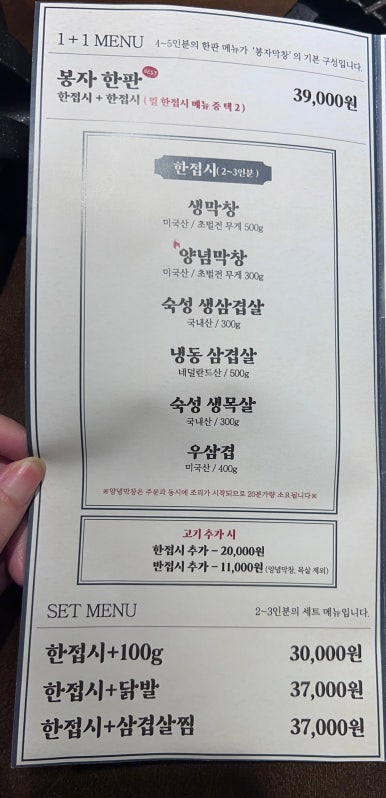 1+1 MENU 4~5인분의 한판 메뉴가 '봉자막창'의 기본 구성입니다.
봉자 한판 BEST
한접시 + 한접시 ( 밑 한접시 메뉴 중 택 2 ) 39,000원
한접시 ( 2~3인분 )
생막창
미국산 / 초벌전 무게 500g
양념막창
미국산 / 초벌전 무게 300g
숙성 생삼겹살
국내산 / 300g
냉동 삼겹살
네덜란드산 / 500g
숙성 생목살
국내산 / 300g
우삼겹
미국산 / 400g
※양념막창은 주문과 동시에 조리가 시작되므로 20분가량 소요됩니다※
고기 추가 시
한접시 추가 – 20,000원
반접시 추가 – 11,000원 (양념막창, 목살 제외)
SET MENU 2~3인분의 세트 메뉴입니다.
한접시+100g 30,000원
한접시+닭발 37,000원
한접시+삼겹살찜 37,000원